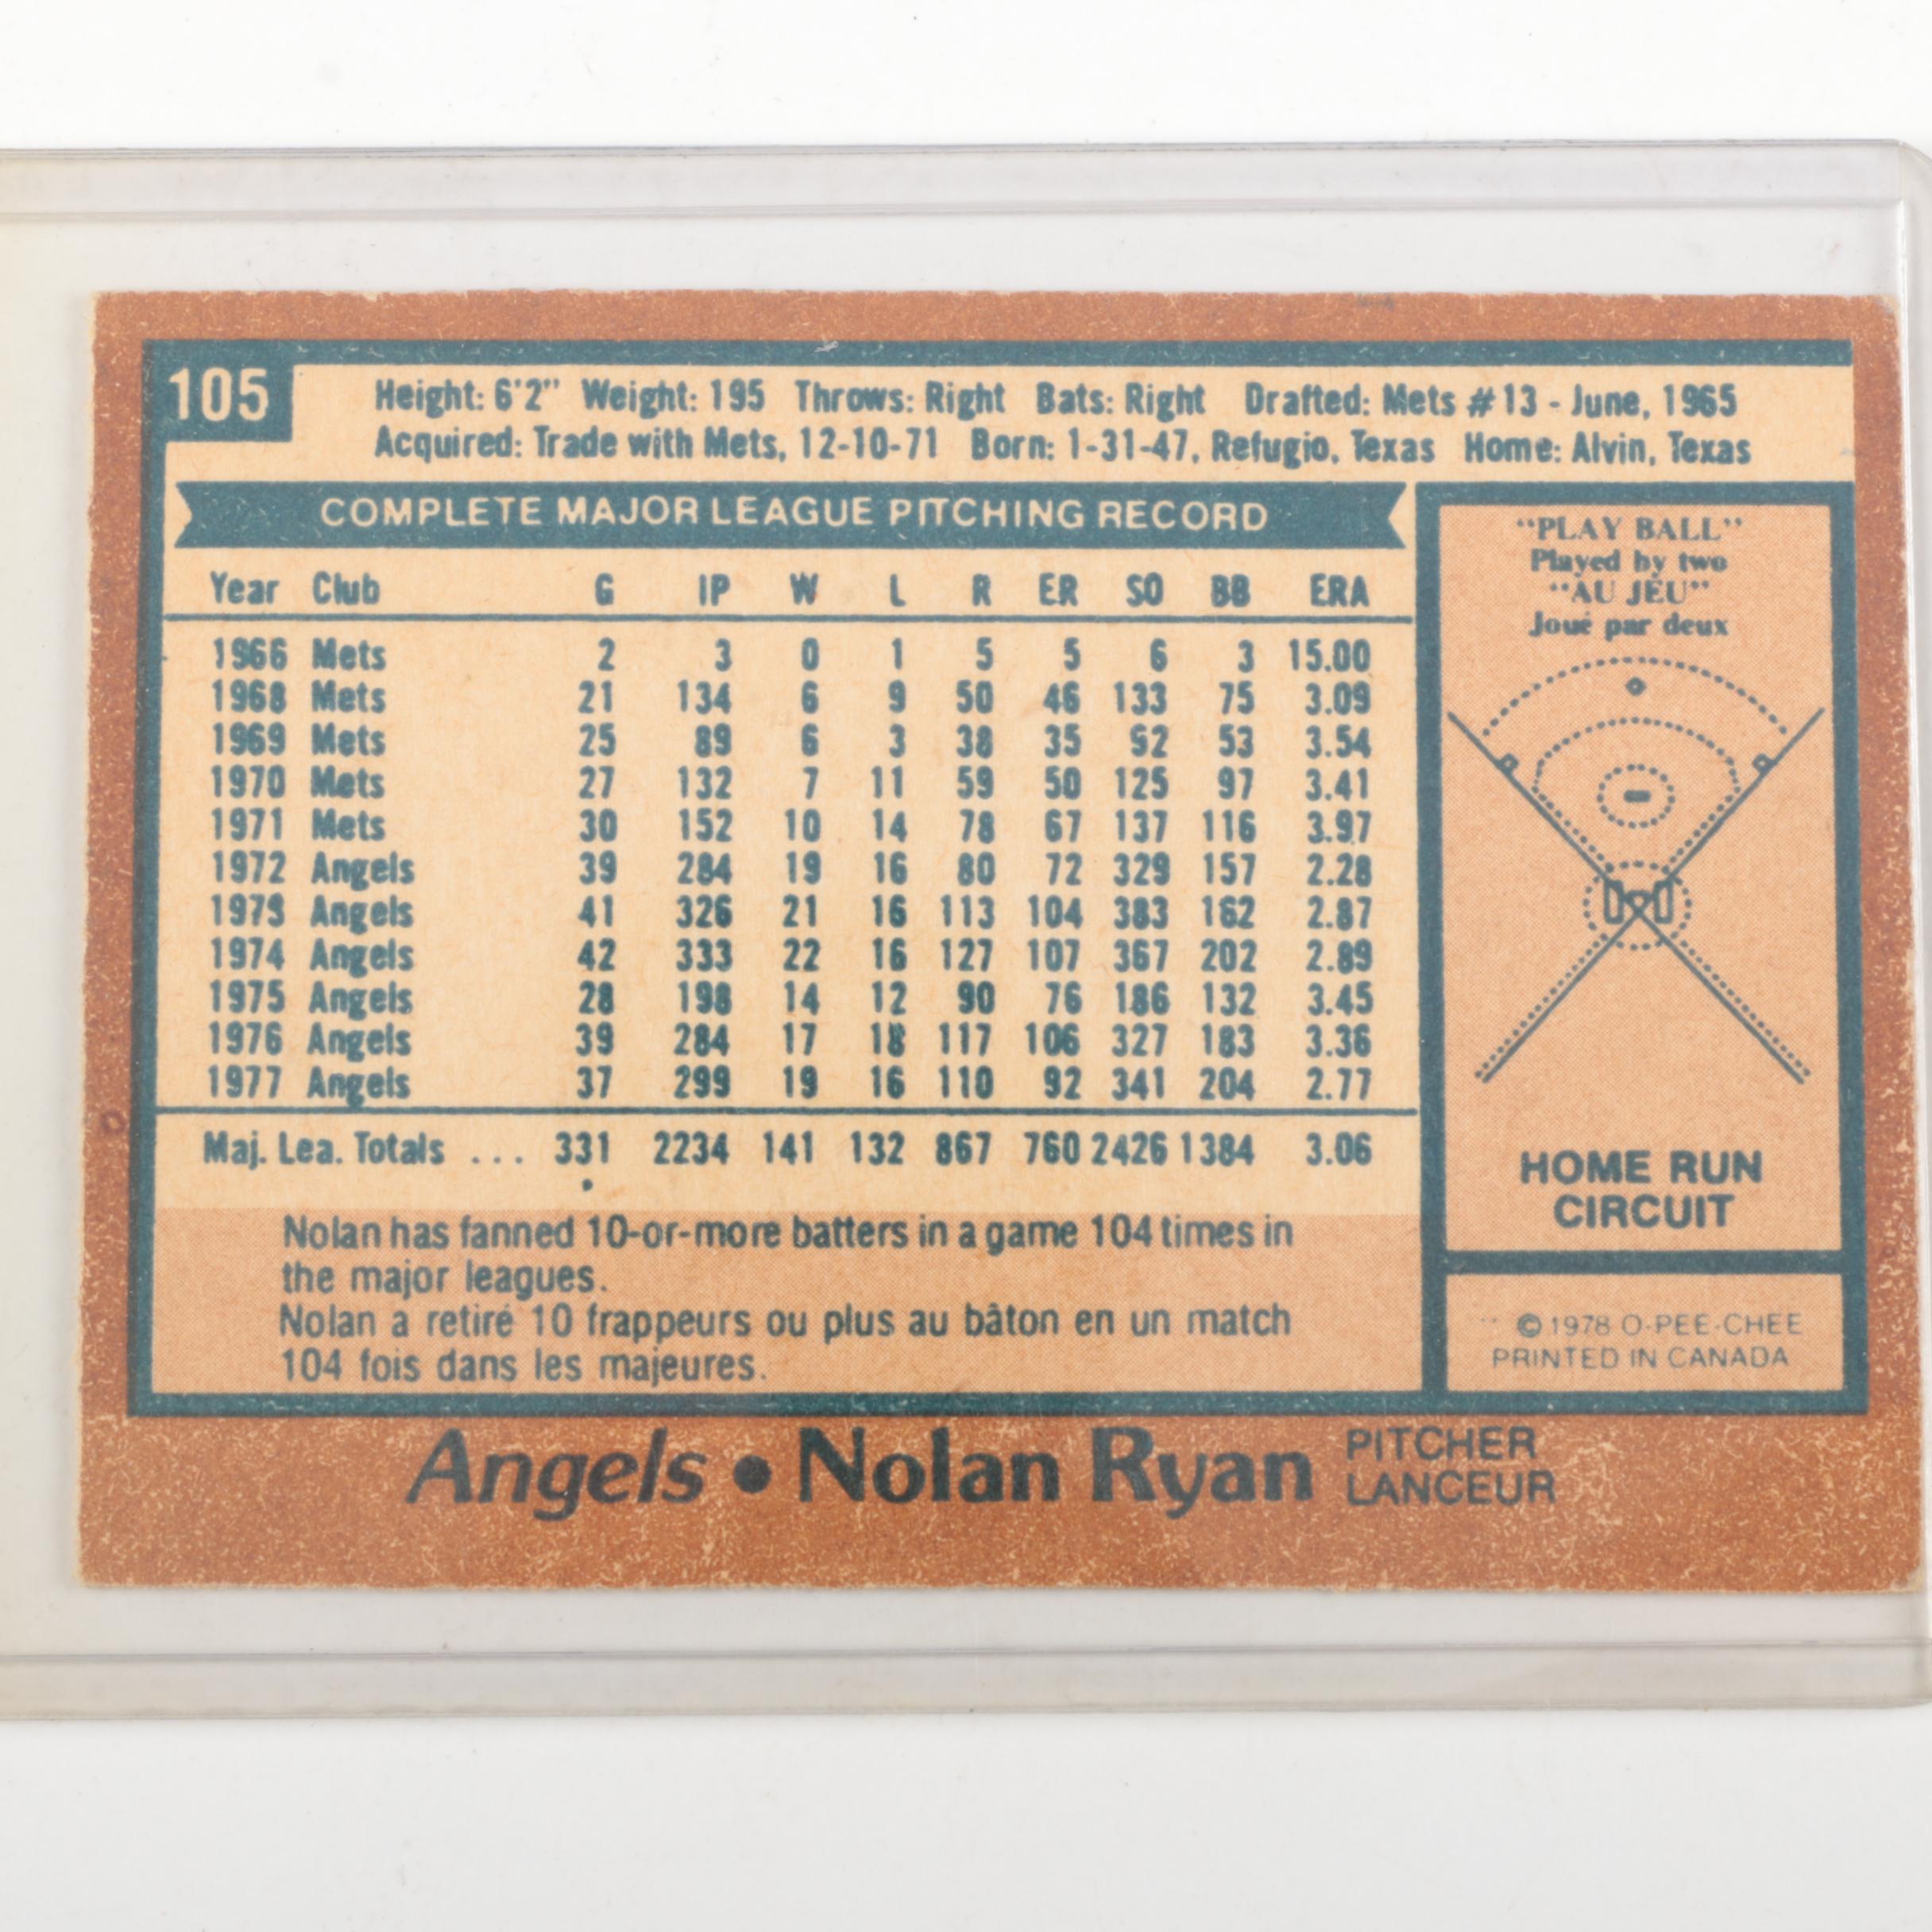 105
Height: 6'2" Weight: 195 Throws: Right Bats: Right Drafted: Mets #13 - June, 1965
Acquired: Trade with Mets, 12-10-71 Born: 1-31-47, Refugio, Texas Home: Alvin, Texas
COMPLETE MAJOR LEAGUE PITCHING RECORD
Year Club G IP W L R ER SO BB ERA
1966 Mets 2 3 0 1 5 5 6 3 15.00
1968 Mets 21 134 6 9 50 46 133 75 3.09
1969 Mets 25 89 6 3 38 35 92 53 3.54
1970 Mets 27 132 7 11 59 50 125 97 3.41
1971 Mets 30 152 10 14 78 67 137 116 3.97
1972 Angels 39 284 19 16 80 72 329 157 2.28
1973 Angels 41 326 21 16 113 104 383 162 2.87
1974 Angels 42 333 22 16 127 107 367 202 2.89
1975 Angels 28 198 14 12 90 76 186 132 3.45
1976 Angels 39 284 17 18 117 106 327 183 3.36
1977 Angels 37 299 19 16 110 92 341 204 2.77
Maj. Lea. Totals ... 331 2234 141 132 867 760 2426 1384 3.06
Nolan has fanned 10-or-more batters in a game 104 times in
the major leagues.
Nolan a retiré 10 frappeurs ou plus au bâton en un match
104 fois dans les majeures.
"PLAY BALL"
Played by two
"AU JEU"
Joué par deux
HOME RUN
CIRCUIT
© 1978 O-PEE-CHEE
PRINTED IN CANADA
Angels • Nolan Ryan PITCHER
LANCEUR